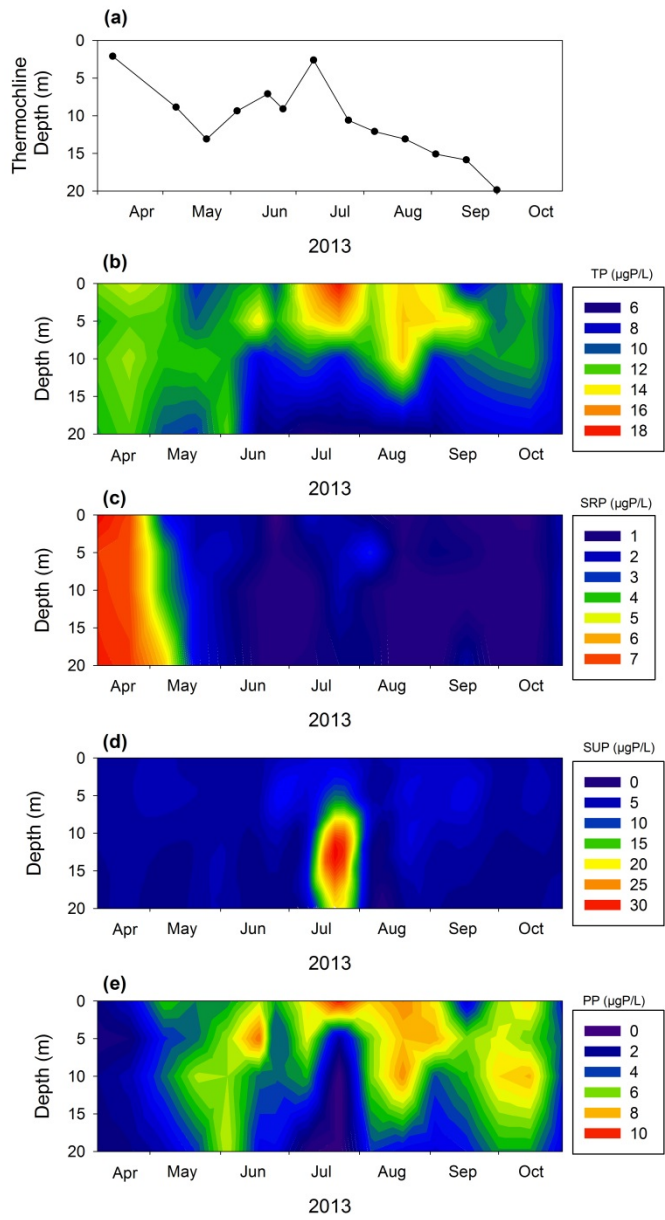 (a)
0
5
10
15
20
Thermochline
Depth (m)
Apr May Jun Jul Aug Sep Oct
2013
(b)
TP (µgP/L)
0
5
10
15
20
Depth (m)
6
8
10
12
14
16
18
Apr May Jun Jul Aug Sep Oct
2013
(c)
SRP (µgP/L)
0
5
10
15
20
Depth (m)
1
2
3
4
5
6
7
Apr May Jun Jul Aug Sep Oct
2013
(d)
SUP (µgP/L)
0
5
10
15
20
Depth (m)
0
5
10
15
20
25
30
Apr May Jun Jul Aug Sep Oct
2013
(e)
PP (µgP/L)
0
5
10
15
20
Depth (m)
0
2
4
6
8
10
Apr May Jun Jul Aug Sep Oct
2013